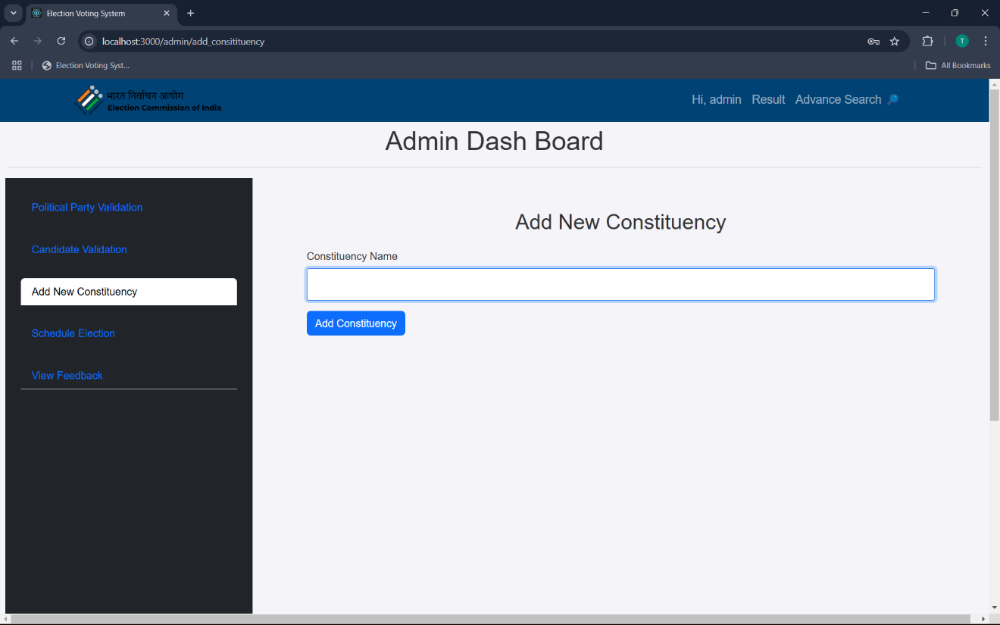 Election Voting System
localhost:3000/admin/add_consitituency
T
Election Voting Syst...
All Bookmarks
भारत निर्वाचन आयोग
Election Commission of India
Hi, admin
Result
Advance Search
Admin Dash Board
Political Party Validation
Candidate Validation
Add New Constituency
Schedule Election
View Feedback
Add New Constituency
Constituency Name
Add Constituency